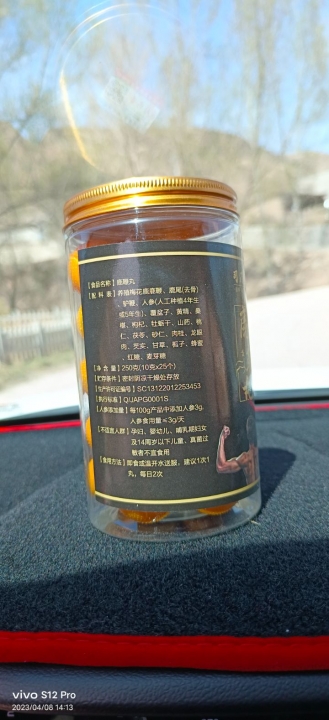 【食品名称】鹿鞭丸
【配 料 表】养殖梅花鹿鹿鞭、鹿尾(去骨)
、驴鞭、人参(人工种植4年生
或5年生)、覆盆子、黄精、桑
椹、枸杞、牡蛎干、山药、桃
仁、茯苓、砂仁、肉桂、龙眼
肉、芡实、甘草、栀子、蜂蜜
、红糖、麦芽糖
【净 含 量】250克(10克x25个)
【贮存条件】密封阴凉干燥处存放
【生产许可证编号】SC13122012253453
【执行标准】QUAPG0001S
【人参添加量】每100g产品中添加人参3g,
人参食用量≤3g/天
【不适宜人群】孕妇、婴幼儿、哺乳期妇女
及14周岁以下儿童、真菌过
敏者不宜食用
【食用方法】即食或温开水送服，建议1次1
丸，每日2次
vivo S12 Pro
2023/04/08 14:13